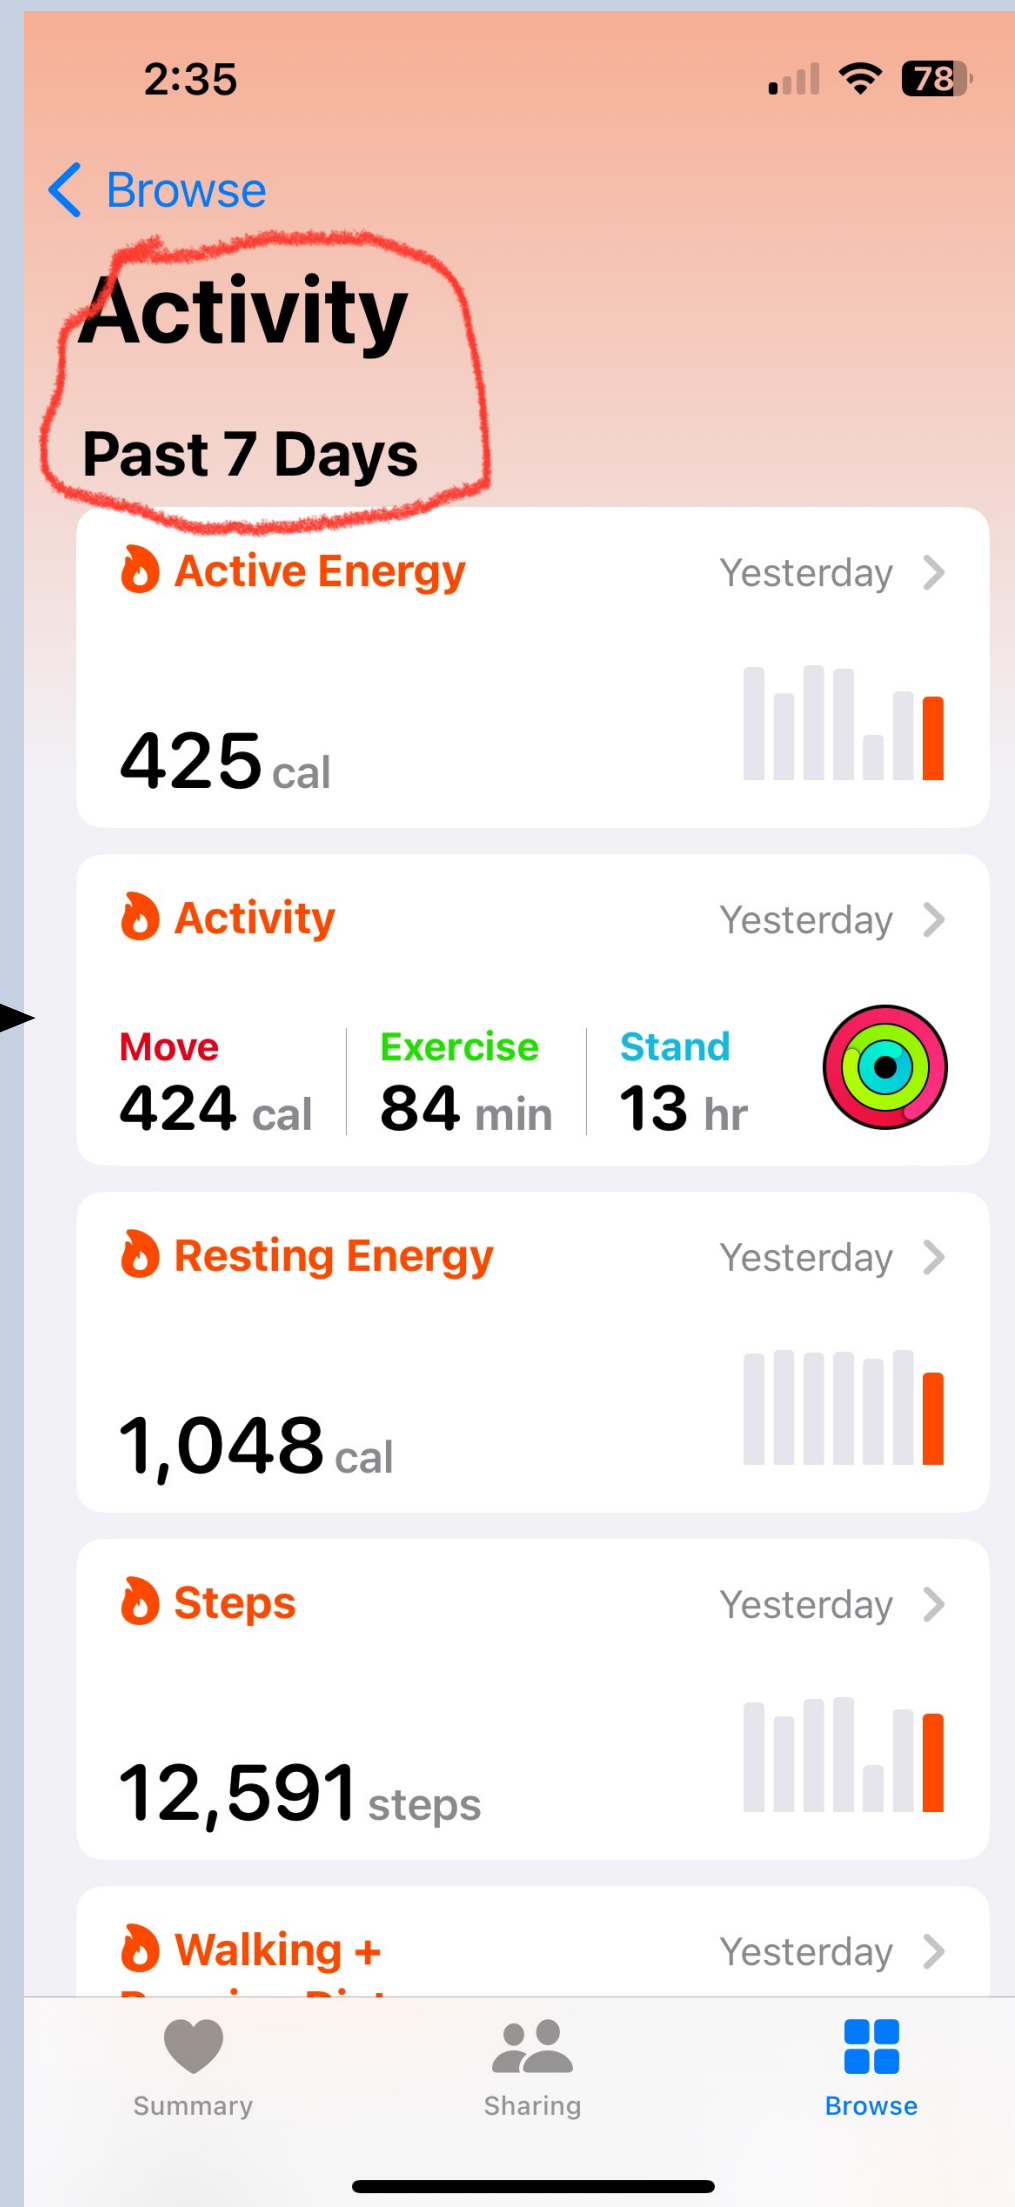 2:35
78
Browse
Activity
Past 7 Days
Active Energy Yesterday
425 cal
Activity Yesterday
Move Exercise Stand
424 cal 84 min 13 hr
Resting Energy Yesterday
1,048 cal
Steps Yesterday
12,591 steps
Walking + Yesterday
Summary Sharing Browse